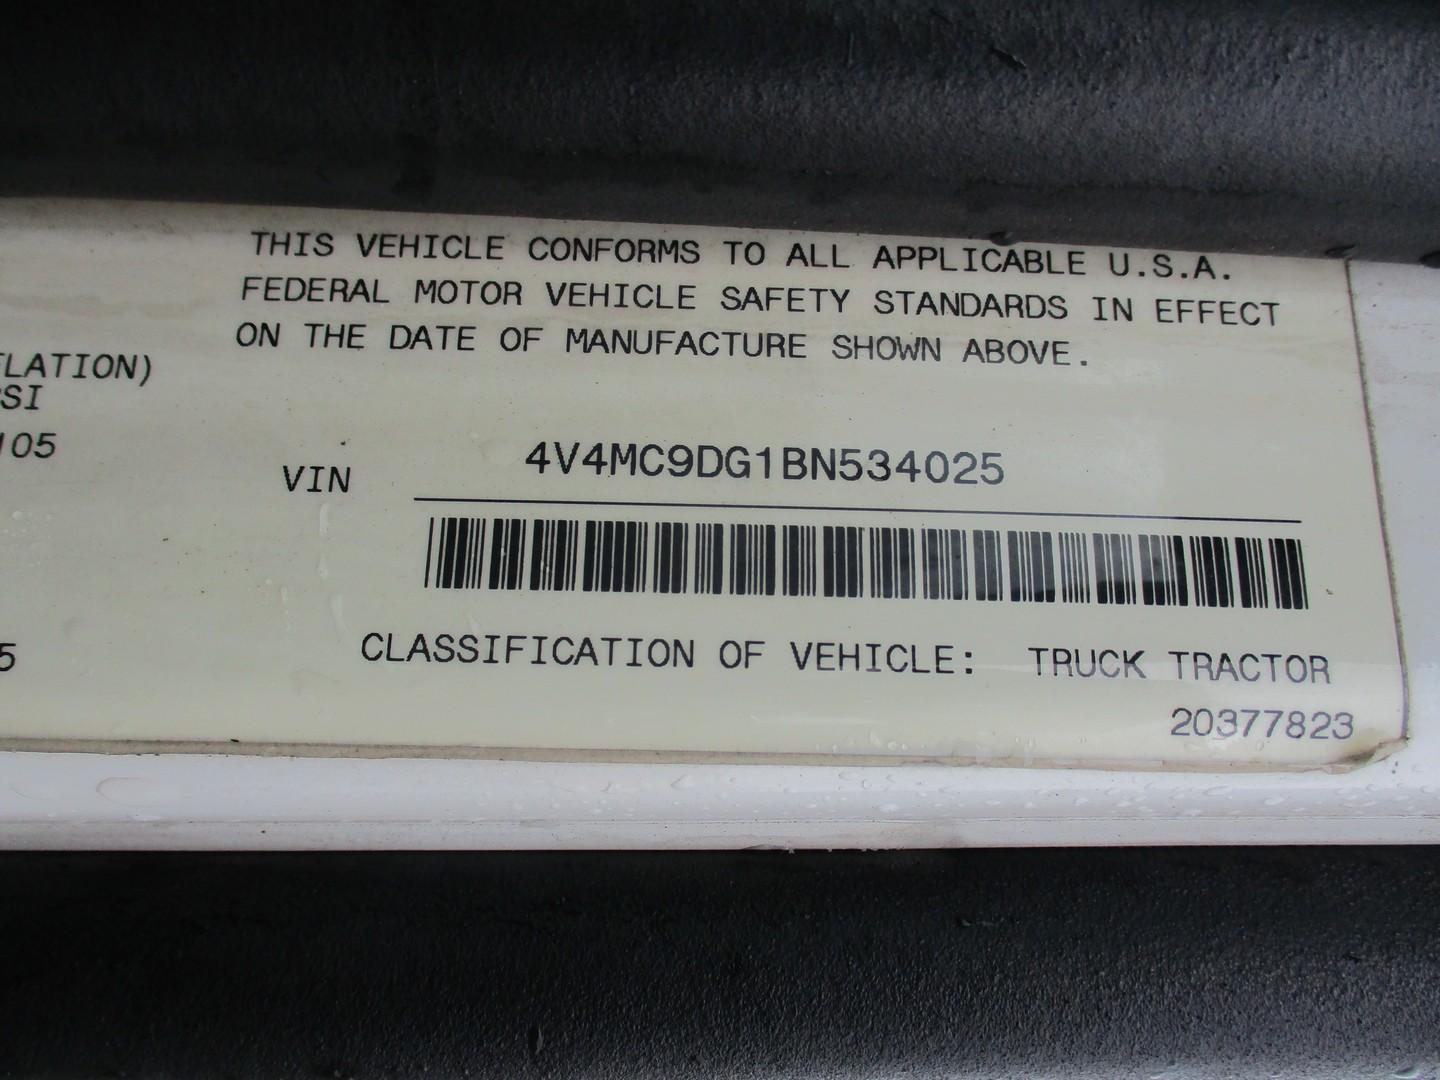 THIS VEHICLE CONFORMS TO ALL APPLICABLE U.S.A.
FEDERAL MOTOR VEHICLE SAFETY STANDARDS IN EFFECT
ON THE DATE OF MANUFACTURE SHOWN ABOVE.
LATION)
SI
105
VIN 4V4MC9DG1BN534025
5
CLASSIFICATION OF VEHICLE: TRUCK TRACTOR
20377823